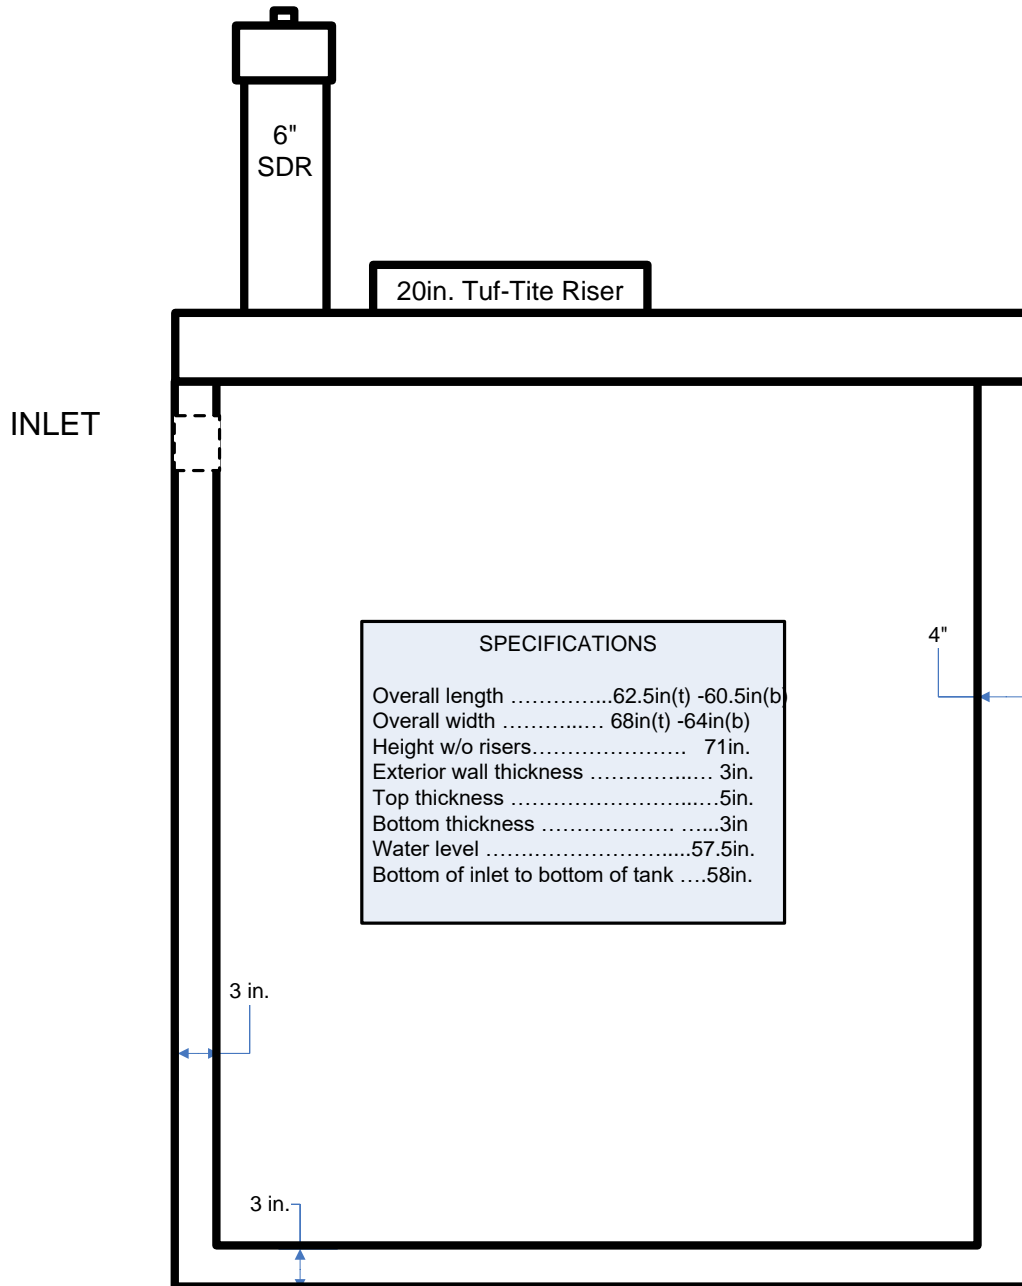 6"
SDR
20in. Tuf-Tite Riser
INLET
SPECIFICATIONS
Overall length …………...62.5in(t) -60.5in(b)
Overall width ………...… 68in(t) -64in(b)
Height w/o risers…………………. 71in.
Exterior wall thickness …………...… 3in.
Top thickness ……………………...…5in.
Bottom thickness ………………. …...3in
Water level …………………….....57.5in.
Bottom of inlet to bottom of tank ….58in.
4"
3 in.
3 in.